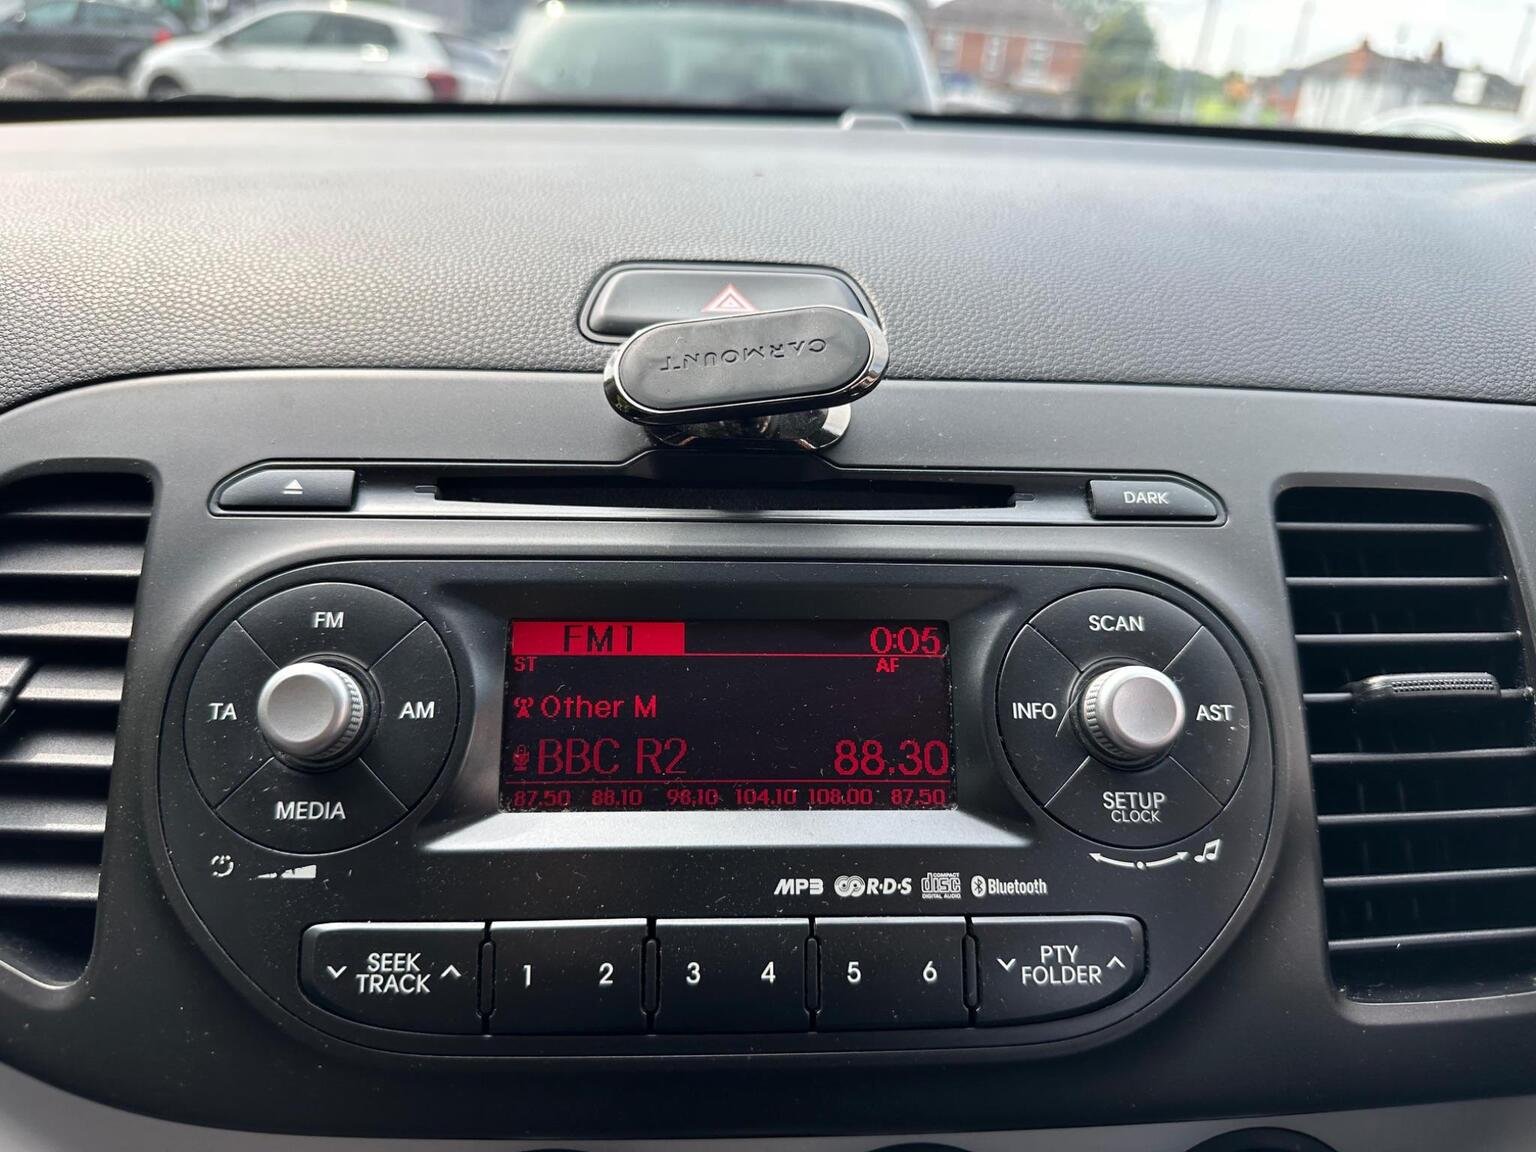 CARMOUNT
DARK
FM
TA
AM
MEDIA
FM1 0:05
ST AF
Other M
BBC R2 88.30
87.50 88.10 98.10 104.10 108.00 87.50
SCAN
INFO
AST
SETUP
CLOCK
MP3 R·D·S COMPACT disc DIGITAL AUDIO Bluetooth
SEEK
TRACK
1 2 3 4 5 6
PTY
FOLDER